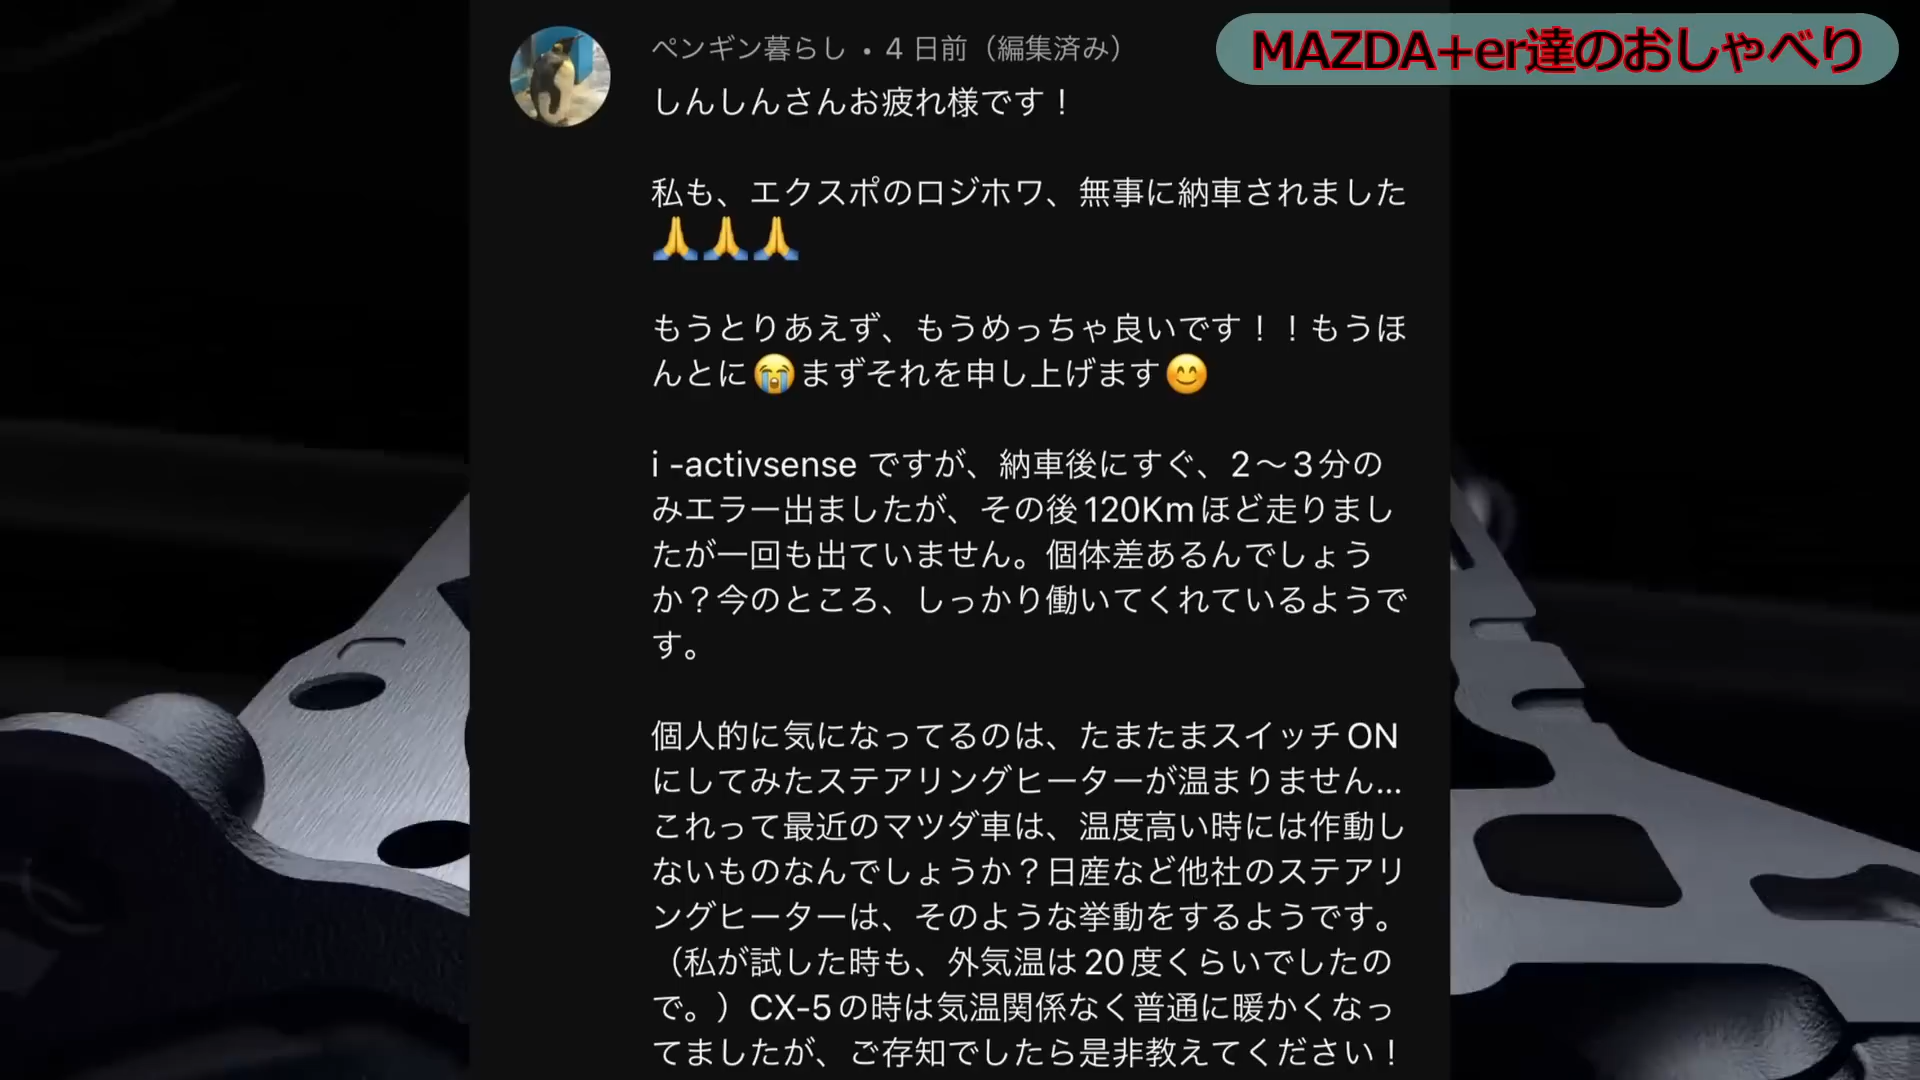 MAZDA+er達のおしゃべり
ペンギン暮らし • 4 日前（編集済み）
しんしんさんお疲れ様です！
私も、エクスポのロジホワ、無事に納車されました
🙏🙏🙏
もうとりあえず、もうめっちゃ良いです！！もうほ
んとに😭まずそれを申し上げます😊
i -activsense ですが、納車後にすぐ、2〜3分の
みエラー出ましたが、その後120Kmほど走りまし
たが一回も出ていません。個体差あるんでしょう
か？今のところ、しっかり働いてくれているようで
す。
個人的に気になってるのは、たまたまスイッチON
にしてみたステアリングヒーターが温まりません…
これって最近のマツダ車は、温度高い時には作動し
ないものなんでしょうか？日産など他社のステアリ
ングヒーターは、そのような挙動をするようです。
（私が試した時も、外気温は20度くらいでしたの
で。）CX-5の時は気温関係なく普通に暖かくなっ
てましたが、ご存知でしたら是非教えてください！